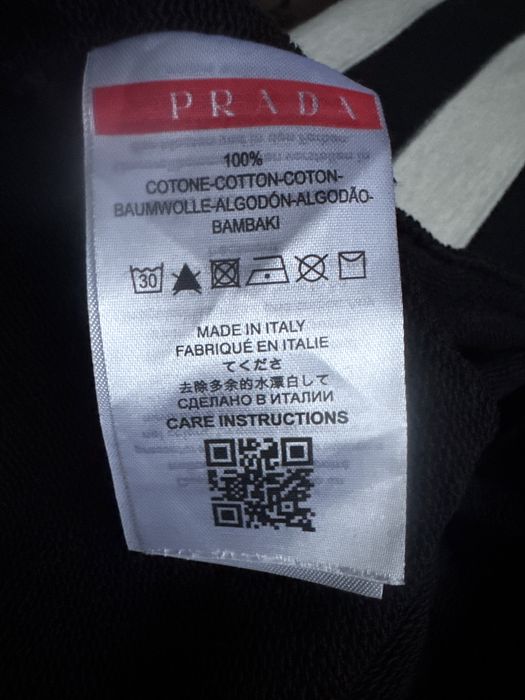 PRADA
100%
COTONE-COTTON-COTON-
BAUMWOLLE-ALGODÓN-ALGODÃO-
BAMBAKI
30
MADE IN ITALY
FABRIQUÉ EN ITALIE
てくださ
去除多余的水漂白して
СДЕЛАНО В ИТАЛИИ
CARE INSTRUCTIONS